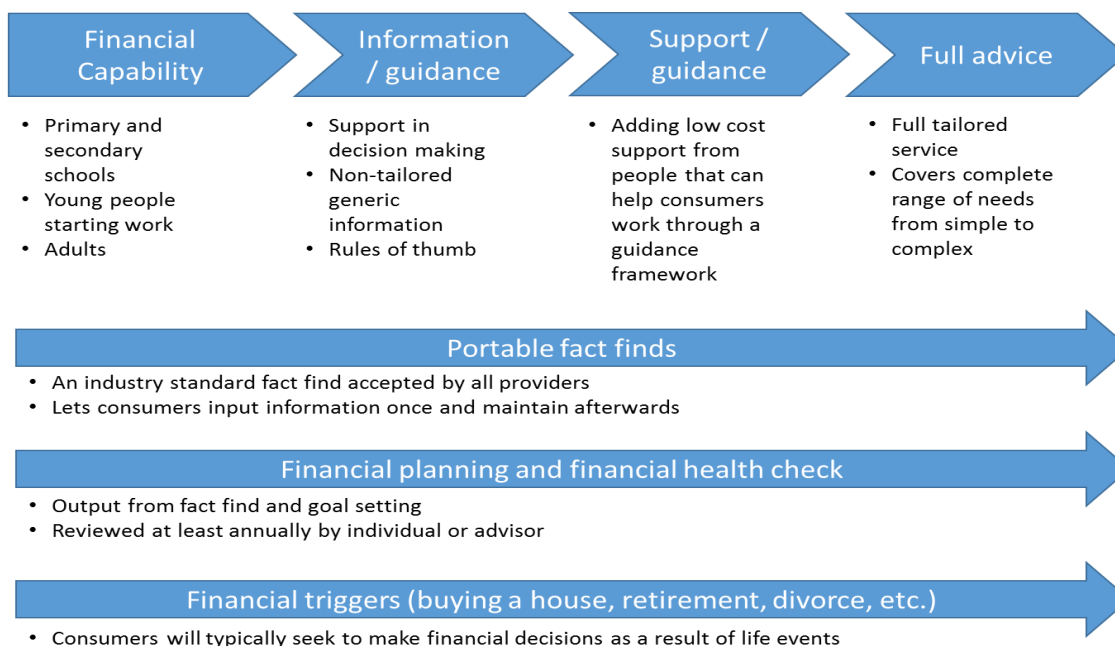 Financial
Capability
Information
/ guidance
Support /
guidance
Full advice
• Primary and
secondary
schools
• Young people
starting work
• Adults
• Support in
decision making
• Non-tailored
generic
information
• Rules of thumb
• Adding low cost
support from
people that can
help consumers
work through a
guidance
framework
• Full tailored
service
• Covers complete
range of needs
from simple to
complex
Portable fact finds
• An industry standard fact find accepted by all providers
• Lets consumers input information once and maintain afterwards
Financial planning and financial health check
• Output from fact find and goal setting
• Reviewed at least annually by individual or advisor
Financial triggers (buying a house, retirement, divorce, etc.)
• Consumers will typically seek to make financial decisions as a result of life events